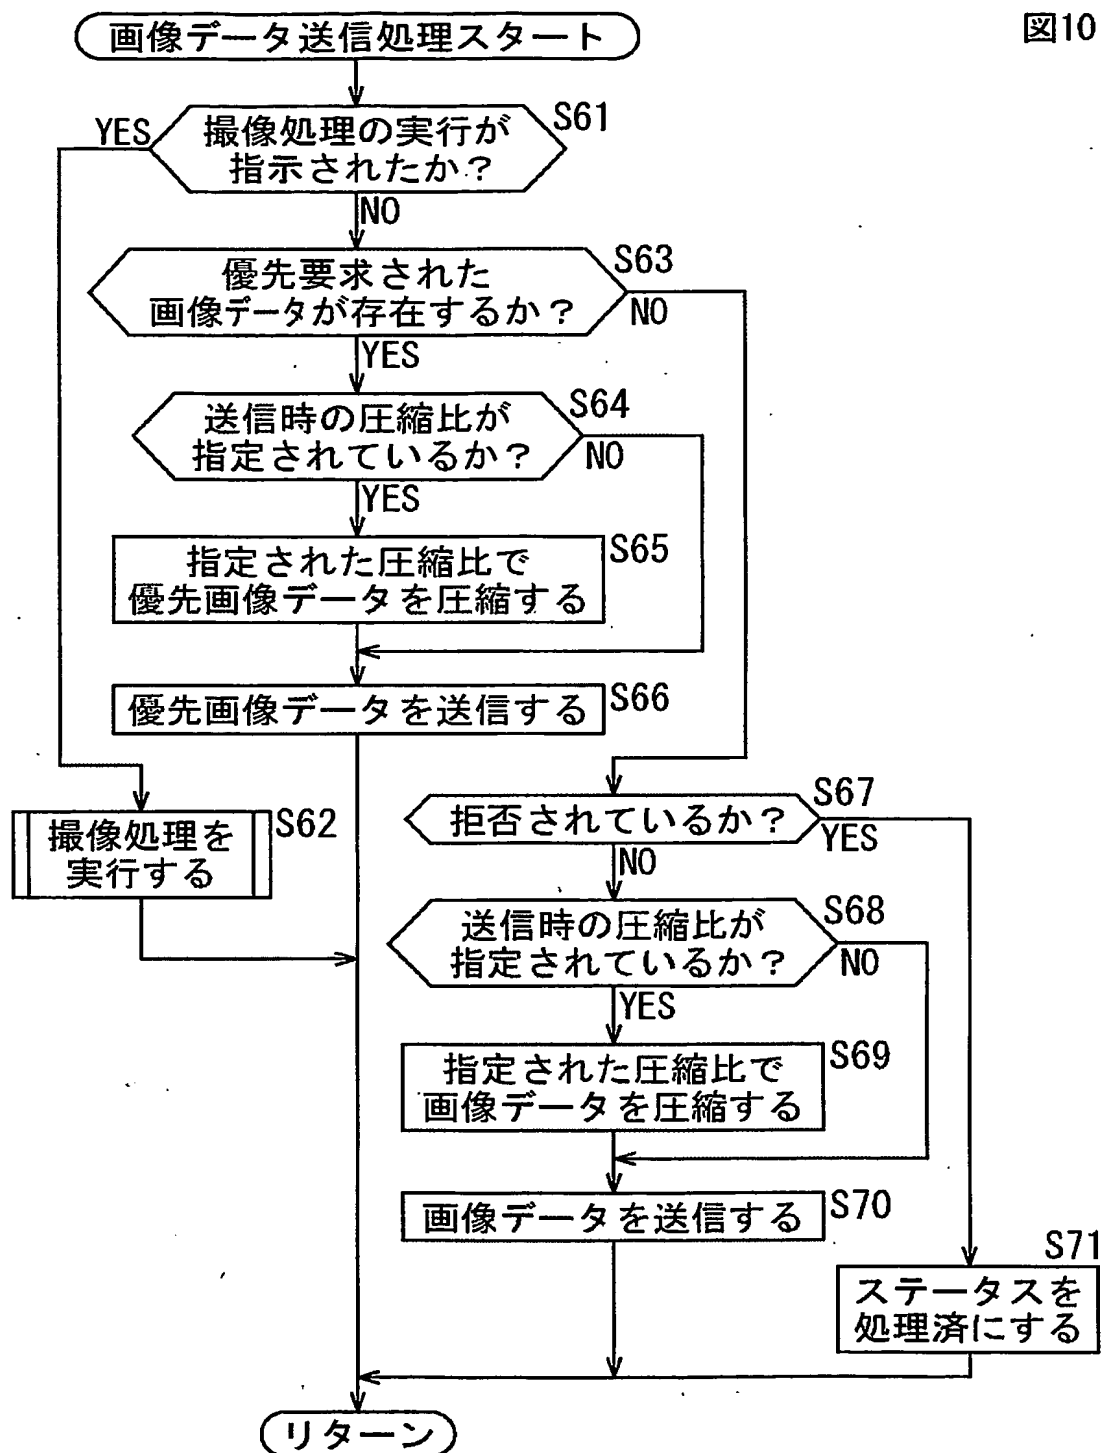 図10
画像データ送信処理スタート
S61
YES
撮像処理の実行が
指示されたか？
NO
S63
優先要求された
画像データが存在するか？
NO
YES
S64
送信時の圧縮比が
指定されているか？
NO
YES
S65
指定された圧縮比で
優先画像データを圧縮する
S66
優先画像データを送信する
S62
撮像処理を
実行する
S67
拒否されているか？
YES
NO
S68
送信時の圧縮比が
指定されているか？
NO
YES
S69
指定された圧縮比で
画像データを圧縮する
S70
画像データを送信する
S71
ステータスを
処理済にする
リターン